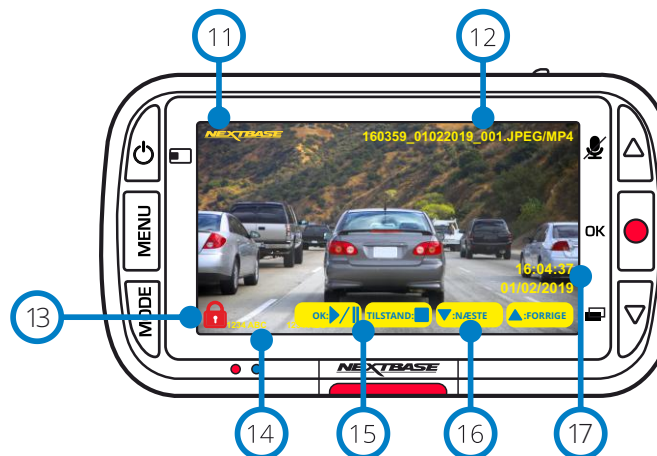 11
12
NEXTBASE
160359_01022019_001.JPEG/MP4
MENU
OK
16:04:37
01/02/2019
13
MODE
OK: / TILSTAND: :NÆSTE :FORRIGE
NEXTBASE
14
15
16
17